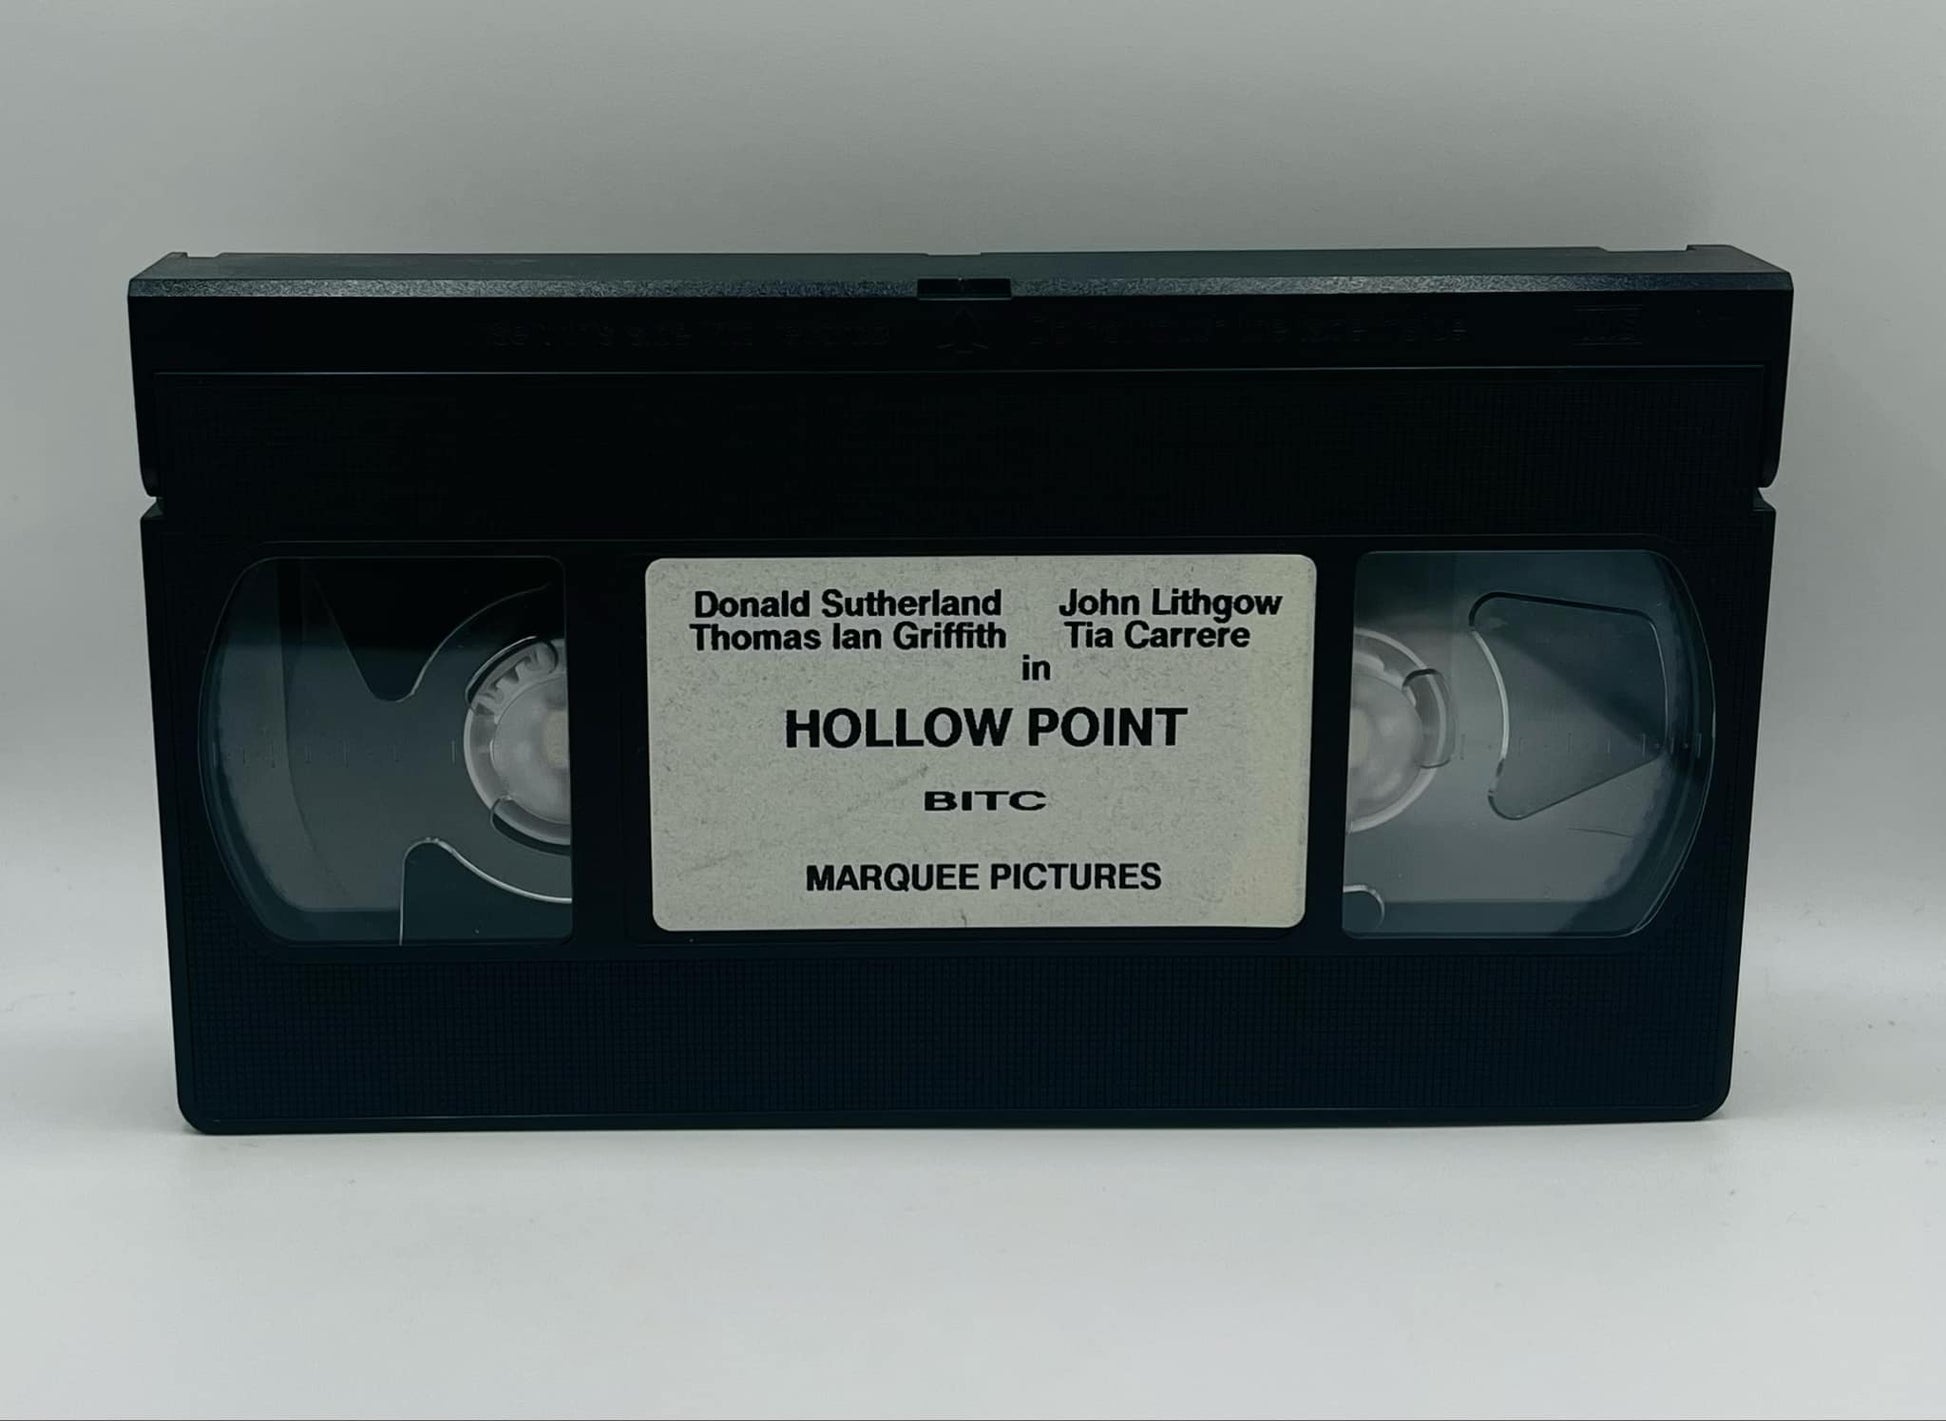 Donald Sutherland John Lithgow
Thomas Ian Griffith Tia Carrere
in
HOLLOW POINT
BITC
MARQUEE PICTURES